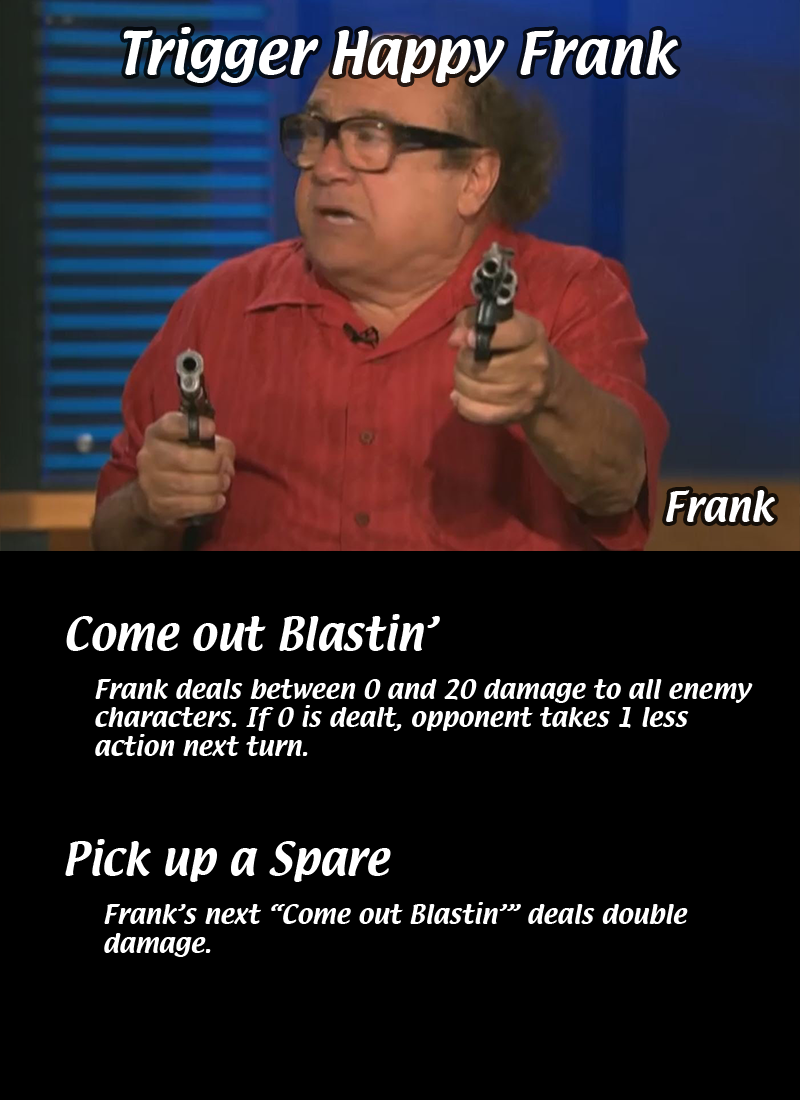 Trigger Happy Frank
Frank
Come out Blastin’
Frank deals between 0 and 20 damage to all enemy
characters. If 0 is dealt, opponent takes 1 less
action next turn.
Pick up a Spare
Frank’s next “Come out Blastin’” deals double
damage.